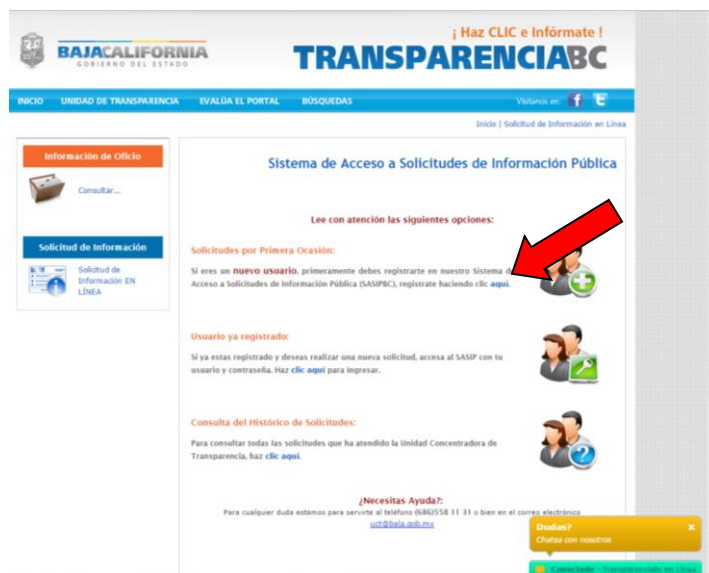 ¡ Haz CLIC e Infórmate !
BAJACALIFORNIA
GOBIERNO DEL ESTADO
TRANSPARENCIABC
INICIO UNIDAD DE TRANSPARENCIA EVALÚA EL PORTAL BÚSQUEDAS Visítanos en:
Inicio | Solicitud de Información en Línea
Información de Oficio
Consultar...
Solicitud de Información
Solicitud de
Información EN
LÍNEA
Sistema de Acceso a Solicitudes de Información Pública
Lee con atención las siguientes opciones:
Solicitudes por Primera Ocasión:
Si eres un nuevo usuario, primeramente debes registrarte en nuestro Sistema de
Acceso a Solicitudes de Información Pública (SASIPBC), registrate haciendo clic aquí.
Usuario ya registrado:
Si ya estas registrado y deseas realizar una nueva solicitud, accesa al SASIP con tu
usuario y contraseña. Haz clic aquí para ingresar.
Consulta del Histórico de Solicitudes:
Para consultar todas las solicitudes que ha atendido la Unidad Concentradora de
Transparencia, haz clic aquí.
¿Necesitas Ayuda?:
Para cualquier duda estamos para servirte al teléfono (686)558 11 31 o bien en el correo electrónico
uct@baja.gob.mx
Dudas?
Chatea con nosotros
Conectado - Transparenciabc en Línea